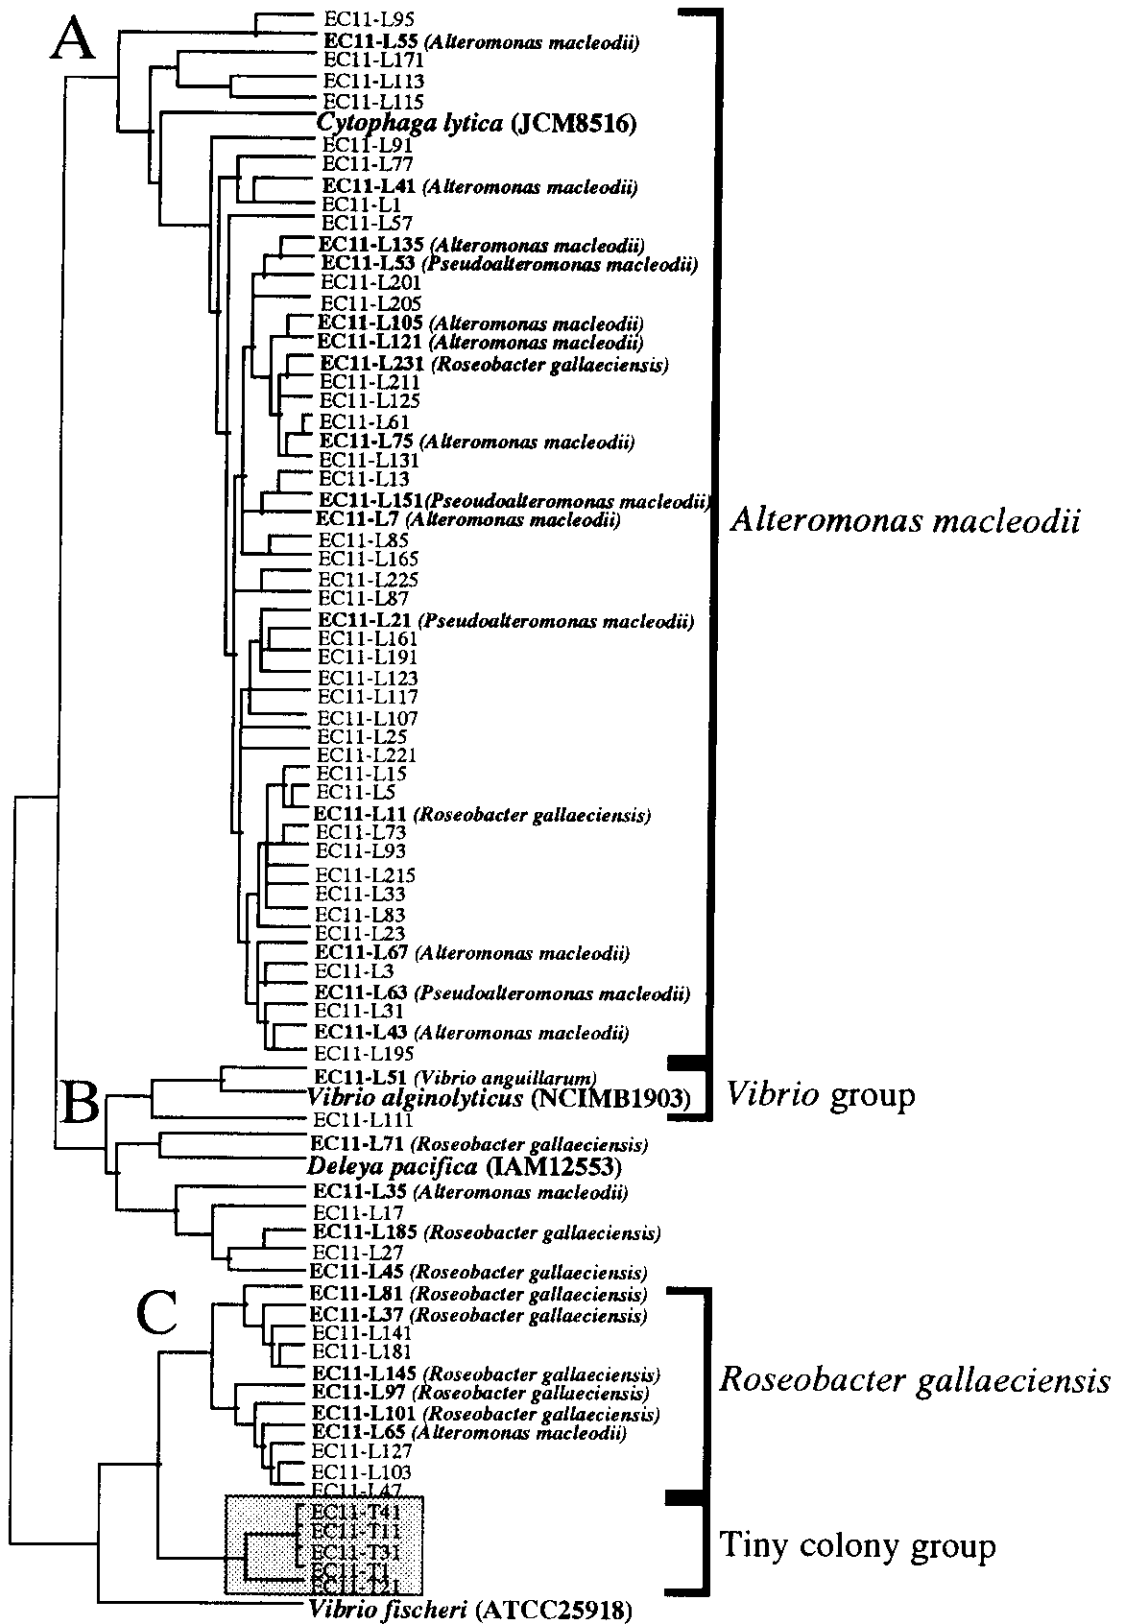 A
EC11-L95
EC11-L55 (Alteromonas macleodii)
EC11-L171
EC11-L113
EC11-L115
Cytophaga lytica (JCM8516)
EC11-L91
EC11-L77
EC11-L41 (Alteromonas macleodii)
EC11-L1
EC11-L57
EC11-L135 (Alteromonas macleodii)
EC11-L53 (Pseudoalteromonas macleodii)
EC11-L201
EC11-L205
EC11-L105 (Alteromonas macleodii)
EC11-L121 (Alteromonas macleodii)
EC11-L231 (Roseobacter gallaeciensis)
EC11-L211
EC11-L125
EC11-L61
EC11-L75 (Alteromonas macleodii)
EC11-L131
EC11-L13
EC11-L151(Pseoudoalteromonas macleodii)
EC11-L7 (Alteromonas macleodii)
Alteromonas macleodii
EC11-L85
EC11-L165
EC11-L225
EC11-L87
EC11-L21 (Pseudoalteromonas macleodii)
EC11-L161
EC11-L191
EC11-L123
EC11-L117
EC11-L107
EC11-L25
EC11-L221
EC11-L15
EC11-L5
EC11-L11 (Roseobacter gallaeciensis)
EC11-L73
EC11-L93
EC11-L215
EC11-L33
EC11-L83
EC11-L23
EC11-L67 (Alteromonas macleodii)
EC11-L3
EC11-L63 (Pseudoalteromonas macleodii)
EC11-L31
EC11-L43 (Alteromonas macleodii)
EC11-L195
B
EC11-L51 (Vibrio anguillarum)
Vibrio alginolyticus (NCIMB1903)
Vibrio group
EC11-L111
EC11-L71 (Roseobacter gallaeciensis)
Deleya pacifica (IAM12553)
EC11-L35 (Alteromonas macleodii)
EC11-L17
EC11-L185 (Roseobacter gallaeciensis)
EC11-L27
EC11-L45 (Roseobacter gallaeciensis)
C
EC11-L81 (Roseobacter gallaeciensis)
EC11-L37 (Roseobacter gallaeciensis)
EC11-L141
EC11-L181
EC11-L145 (Roseobacter gallaeciensis)
Roseobacter gallaeciensis
EC11-L97 (Roseobacter gallaeciensis)
EC11-L101 (Roseobacter gallaeciensis)
EC11-L65 (Alteromonas macleodii)
EC11-L127
EC11-L103
EC11-L47
EC11-T41
EC11-T11
EC11-T31
EC11-T1
EC11-T21
Tiny colony group
Vibrio fischeri (ATCC25918)